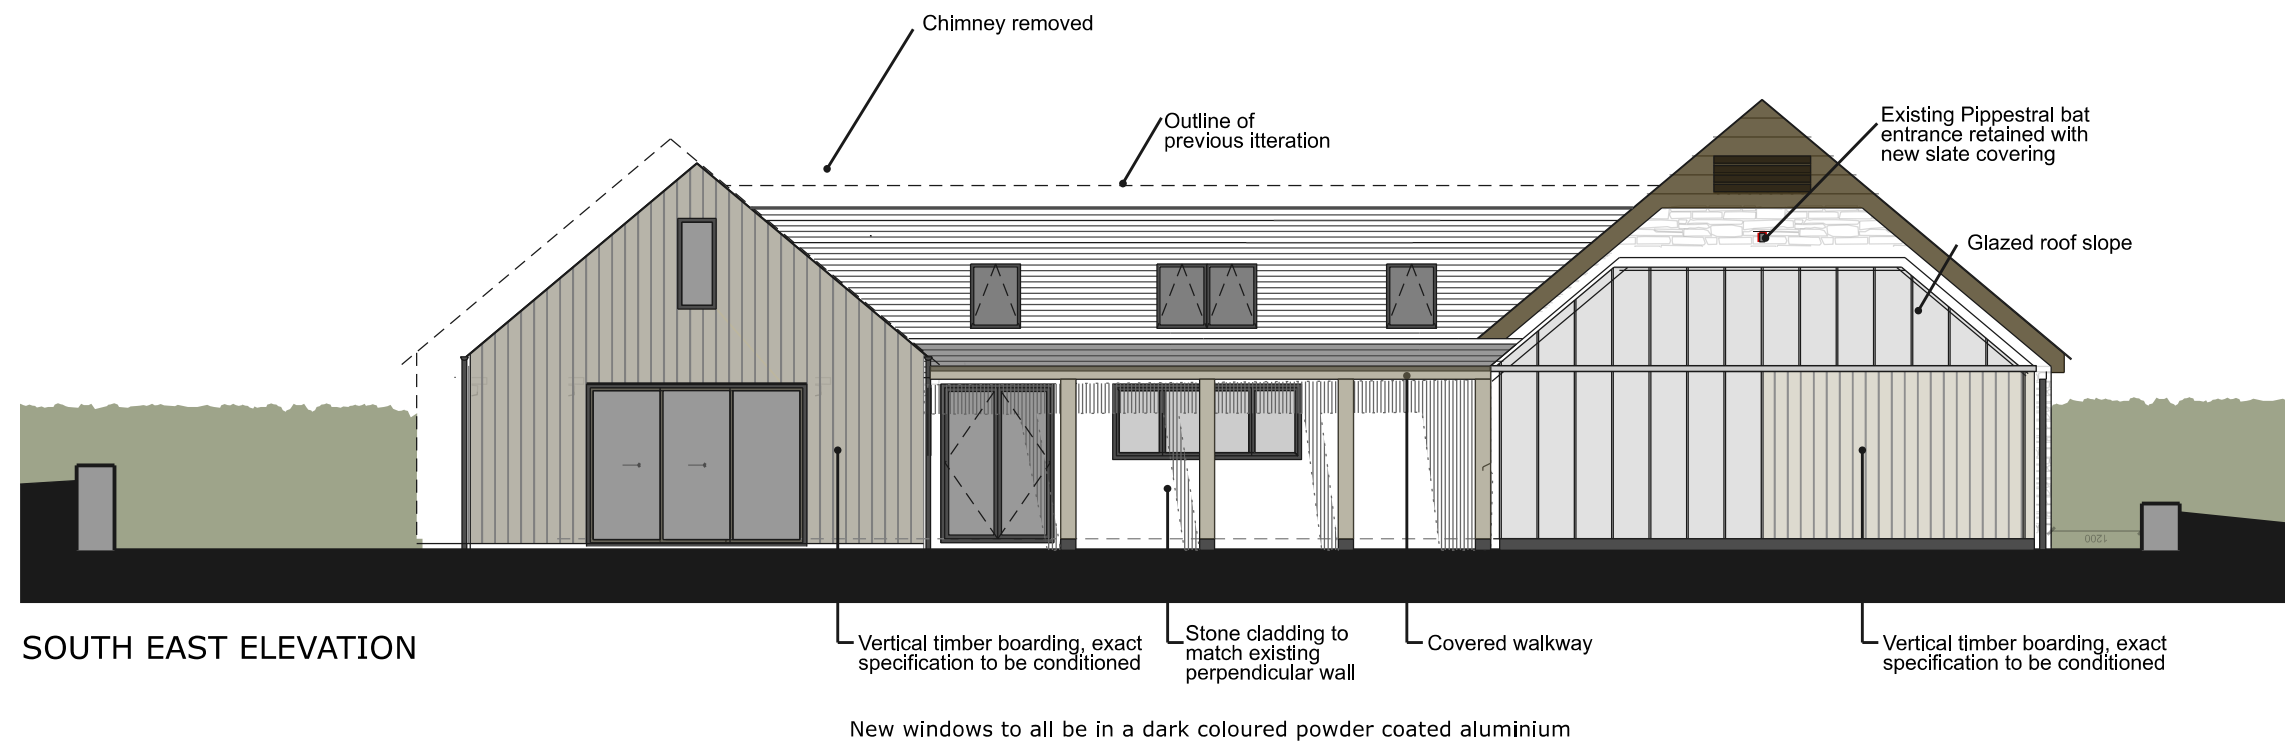 Chimney removed
Outline of
previous itteration
Existing Pippestral bat
entrance retained with
new slate covering
Glazed roof slope
1200
SOUTH EAST ELEVATION
Vertical timber boarding, exact
specification to be conditioned
Stone cladding to
match existing
perpendicular wall
Covered walkway
Vertical timber boarding, exact
specification to be conditioned
New windows to all be in a dark coloured powder coated aluminium